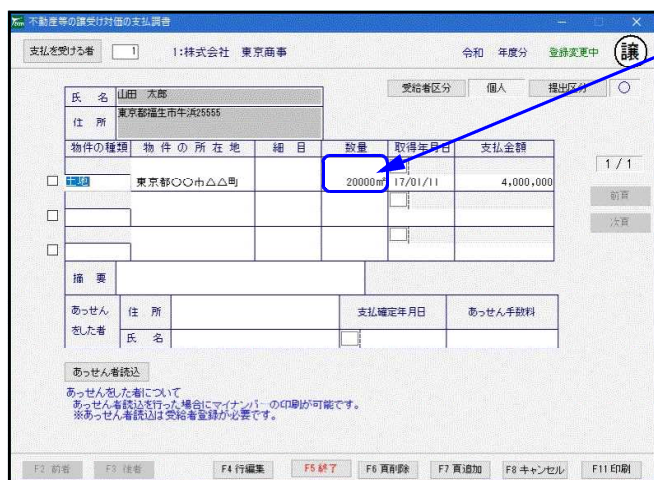 不動産等の譲受け対価の支払調書
支払を受ける者 1 1:株式会社 東京商事 令和 年度分 登録変更中 譲
受給者区分 個人 提出区分 ○
氏 名 山田 太郎
住 所 東京都福生市牛浜25555
物件の種類 物件の所在地 細 目 数量 取得年月日 支払金額
1/1
土地 東京都○○市△△町 20000㎡ 17/01/11 4,000,000
前頁
次頁
摘 要
あっせん
をした者
住 所
氏 名
支払確定年月日 あっせん手数料
あっせん者読込
あっせんをした者について
あっせん者読込を行った場合にマイナンバーの印刷が可能です。
※あっせん者読込は受給者登録が必要です。
F2 前者 F3 後者 F4 行編集 F5 終了 F6 頁削除 F7 頁追加 F8 キャンセル F11 印刷